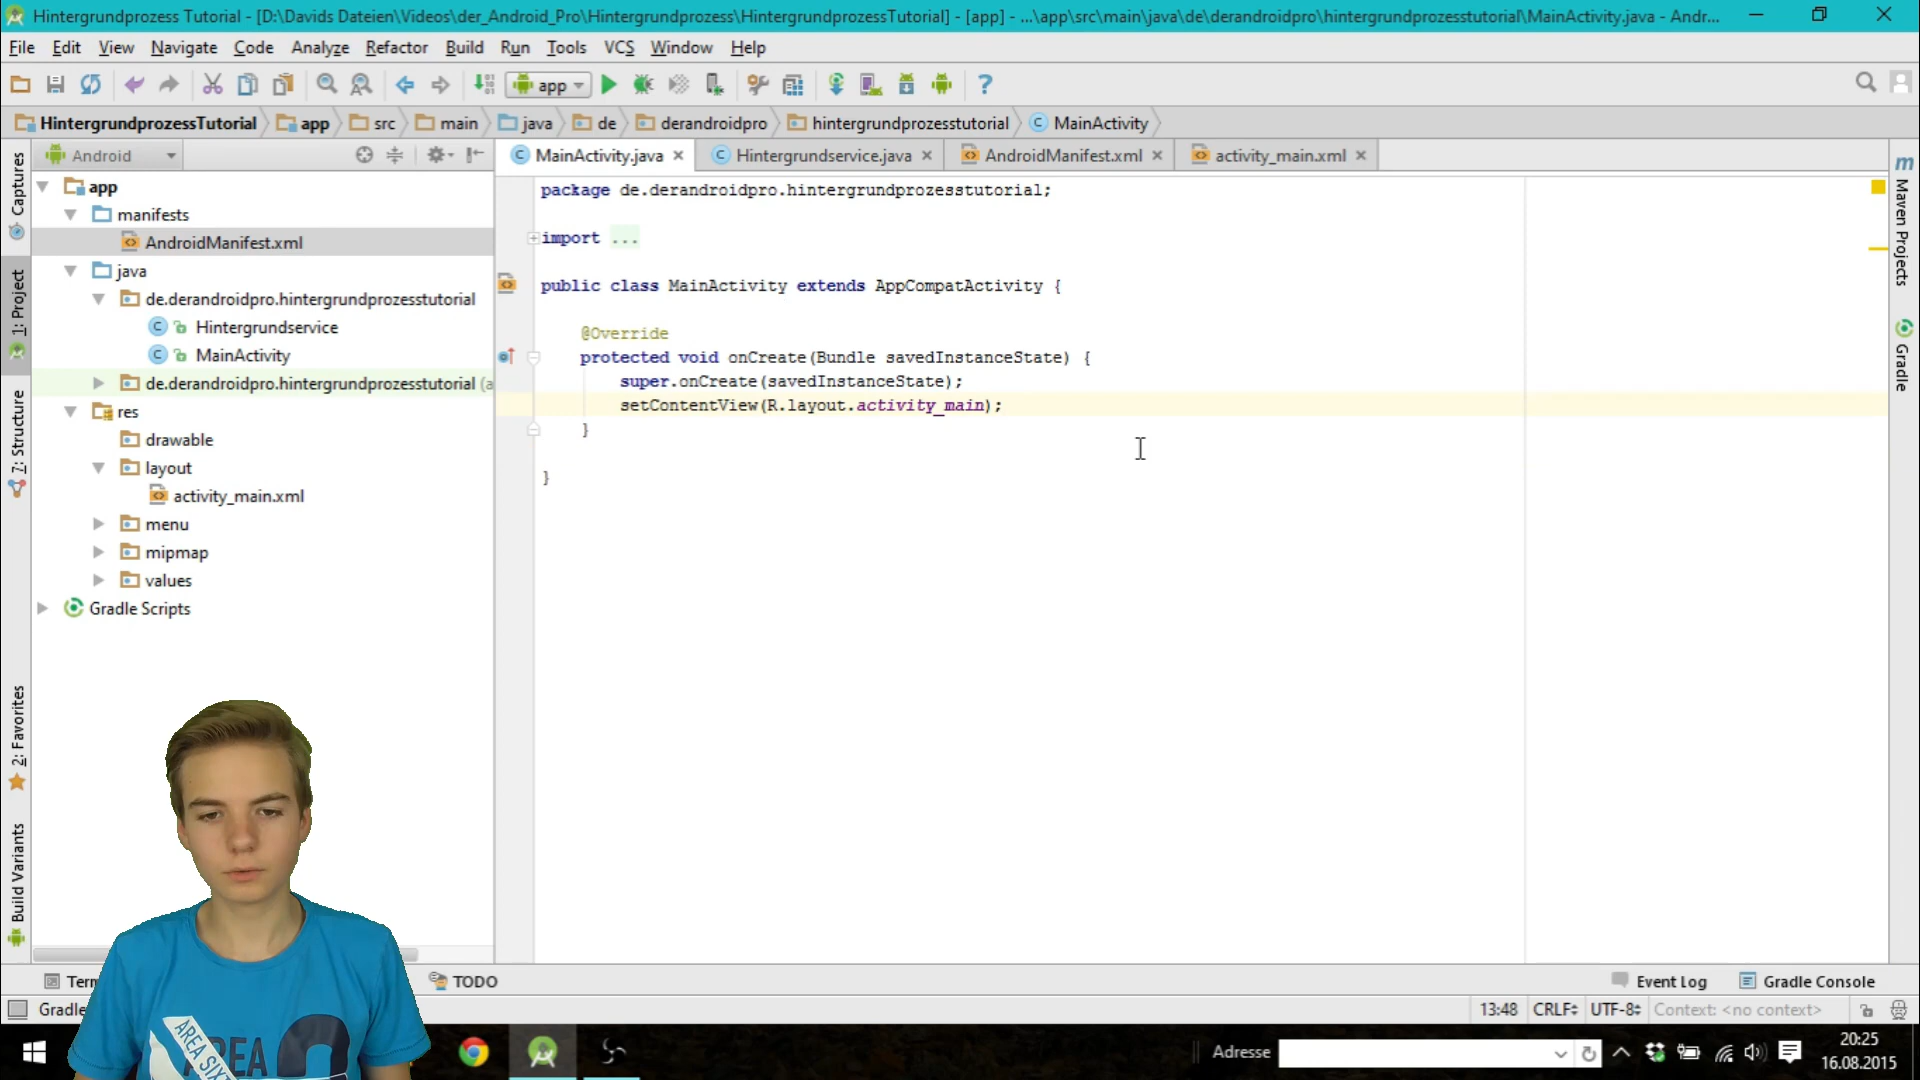 Hintergrundprozess Tutorial - [D:\Davids Dateien\Videos\der_Android_Pro\Hintergrundprozess\HintergrundprozessTutorial] - [app] - ...\app\src\main\java\de\derandroidpro\hintergrundprozesstutorial\MainActivity.java - Andr...
File Edit View Navigate Code Analyze Refactor Build Run Tools VCS Window Help
app
HintergrundprozessTutorial app src main java de derandroidpro hintergrundprozesstutorial MainActivity
Android
MainActivity.java Hintergrundservice.java AndroidManifest.xml activity_main.xml
Captures
1: Project
7: Structure
2: Favorites
Build Variants
app
manifests
AndroidManifest.xml
java
de.derandroidpro.hintergrundprozesstutorial
Hintergrundservice
MainActivity
de.derandroidpro.hintergrundprozesstutorial (a
res
drawable
layout
activity_main.xml
menu
mipmap
values
Gradle Scripts
package de.derandroidpro.hintergrundprozesstutorial;
import ...
public class MainActivity extends AppCompatActivity {
@Override
protected void onCreate(Bundle savedInstanceState) {
super.onCreate(savedInstanceState);
setContentView(R.layout.activity_main);
}
}
Maven Projects
Gradle
AREA SIXT
AREA
Term
TODO
Event Log
Gradle Console
Gradle
13:48 CRLF UTF-8 Context: <no context>
Adresse
20:25
16.08.2015